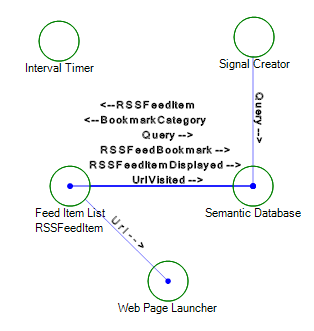 Interval Timer
Signal Creator
<--RSSFeedItem
<--BookmarkCategory
Query -->
RSSFeedBookmark -->
RSSFeedItemDisplayed -->
UrlVisited -->
Query -->
Feed Item List
RSSFeedItem
Semantic Database
Url -->
Web Page Launcher